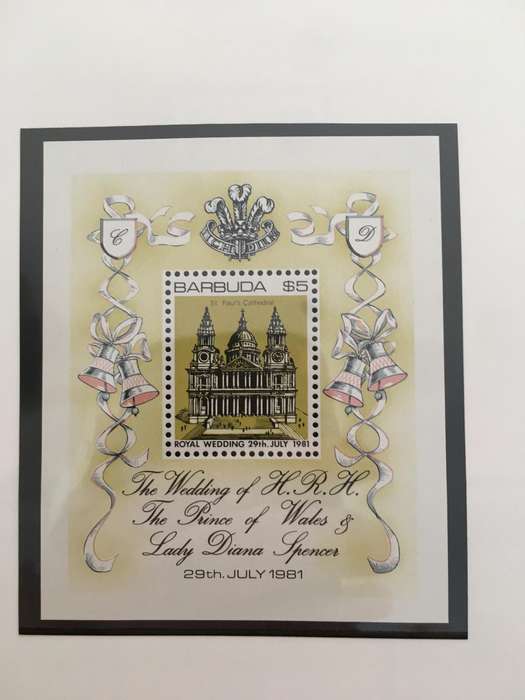 C
D
ICH DIEN
BARBUDA $5
St. Paul's Cathedral
ROYAL WEDDING 29th. JULY 1981
The Wedding of H.R.H.
The Prince of Wales &
Lady Diana Spencer
29th. JULY 1981